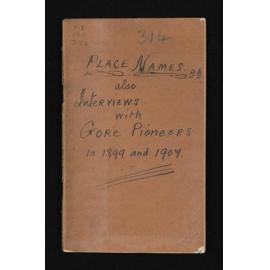 314
PLACE NAMES.
also
Interviews
with
GORE PIONEERS
in 1899 and 1904.